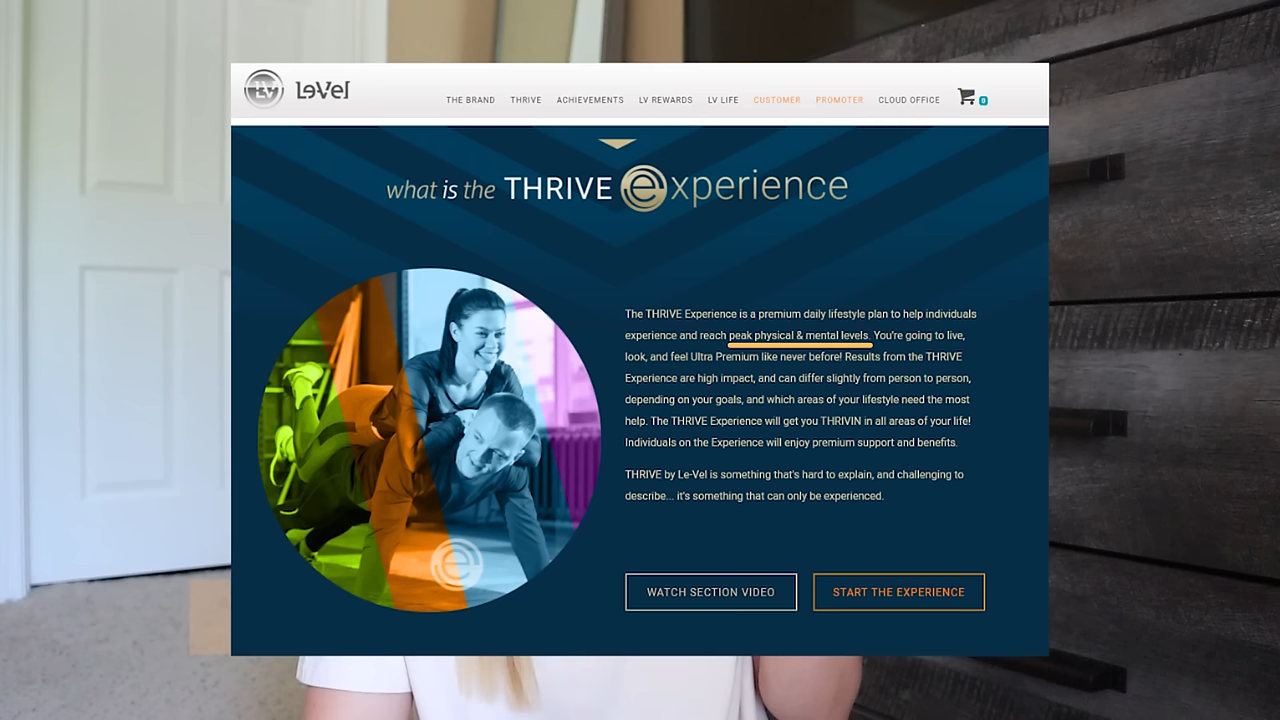 LV Le-Vel
THE BRAND THRIVE ACHIEVEMENTS LV REWARDS LV LIFE CUSTOMER PROMOTER CLOUD OFFICE 0
what is the THRIVE experience
The THRIVE Experience is a premium daily lifestyle plan to help individuals
experience and reach peak physical & mental levels. You're going to live,
look, and feel Ultra Premium like never before! Results from the THRIVE
Experience are high impact, and can differ slightly from person to person,
depending on your goals, and which areas of your lifestyle need the most
help. The THRIVE Experience will get you THRIVIN in all areas of your life!
Individuals on the Experience will enjoy premium support and benefits.
THRIVE by Le-Vel is something that's hard to explain, and challenging to
describe... it's something that can only be experienced.
e
WATCH SECTION VIDEO START THE EXPERIENCE